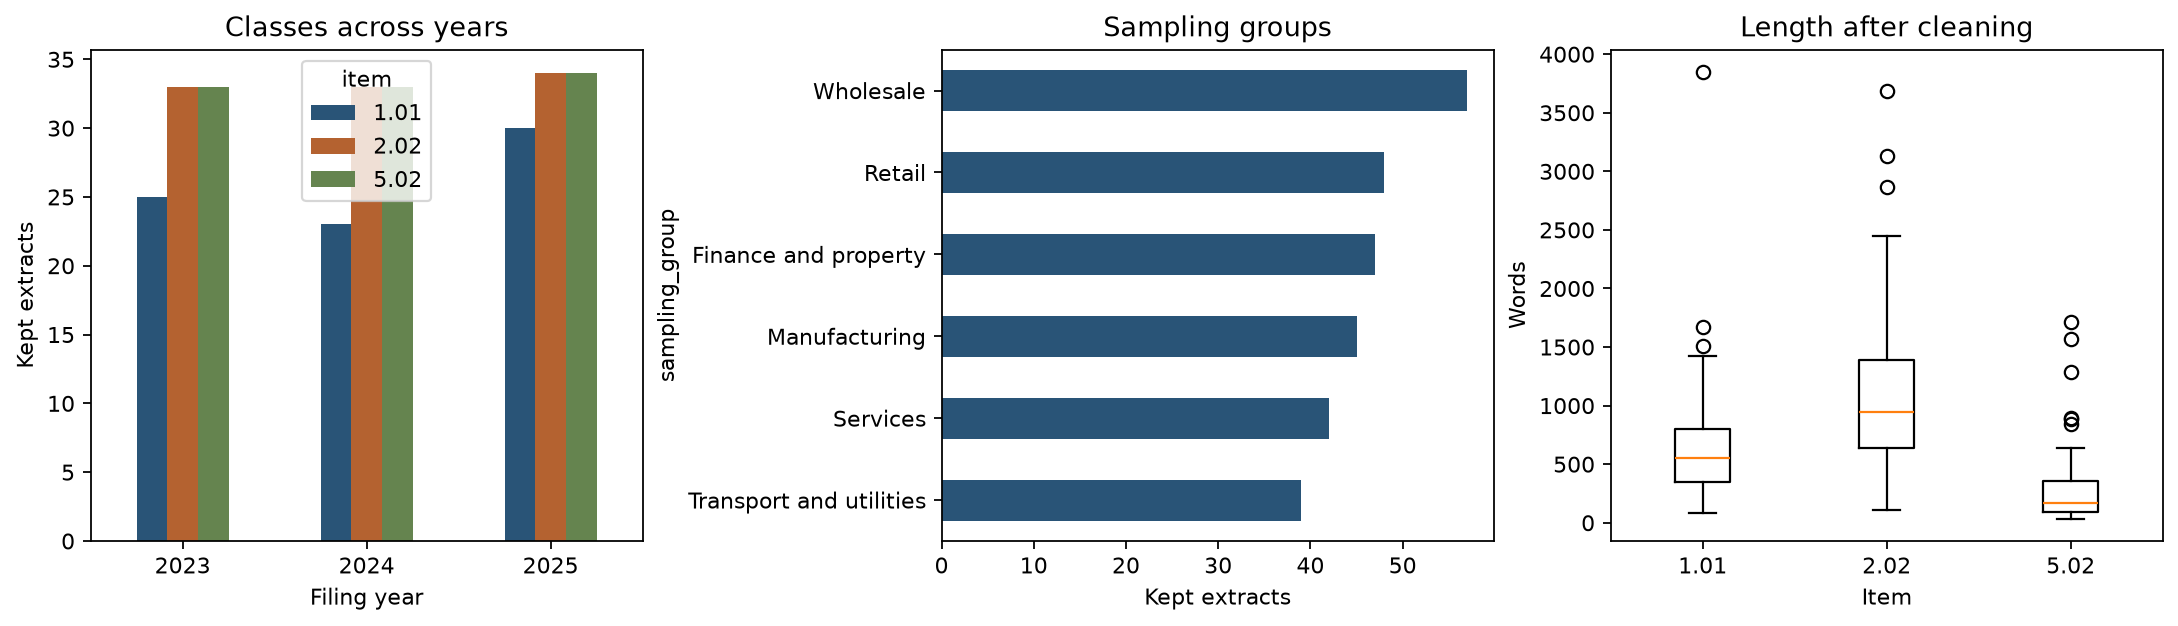 Classes across years
35
30
25
20
15
10
5
0
Kept extracts
item
1.01
2.02
5.02
2023 2024 2025
Filing year
Sampling groups
sampling_group
Wholesale
Retail
Finance and property
Manufacturing
Services
Transport and utilities
0 10 20 30 40 50
Kept extracts
Length after cleaning
Words
4000
3500
3000
2500
2000
1500
1000
500
0
1.01 2.02 5.02
Item